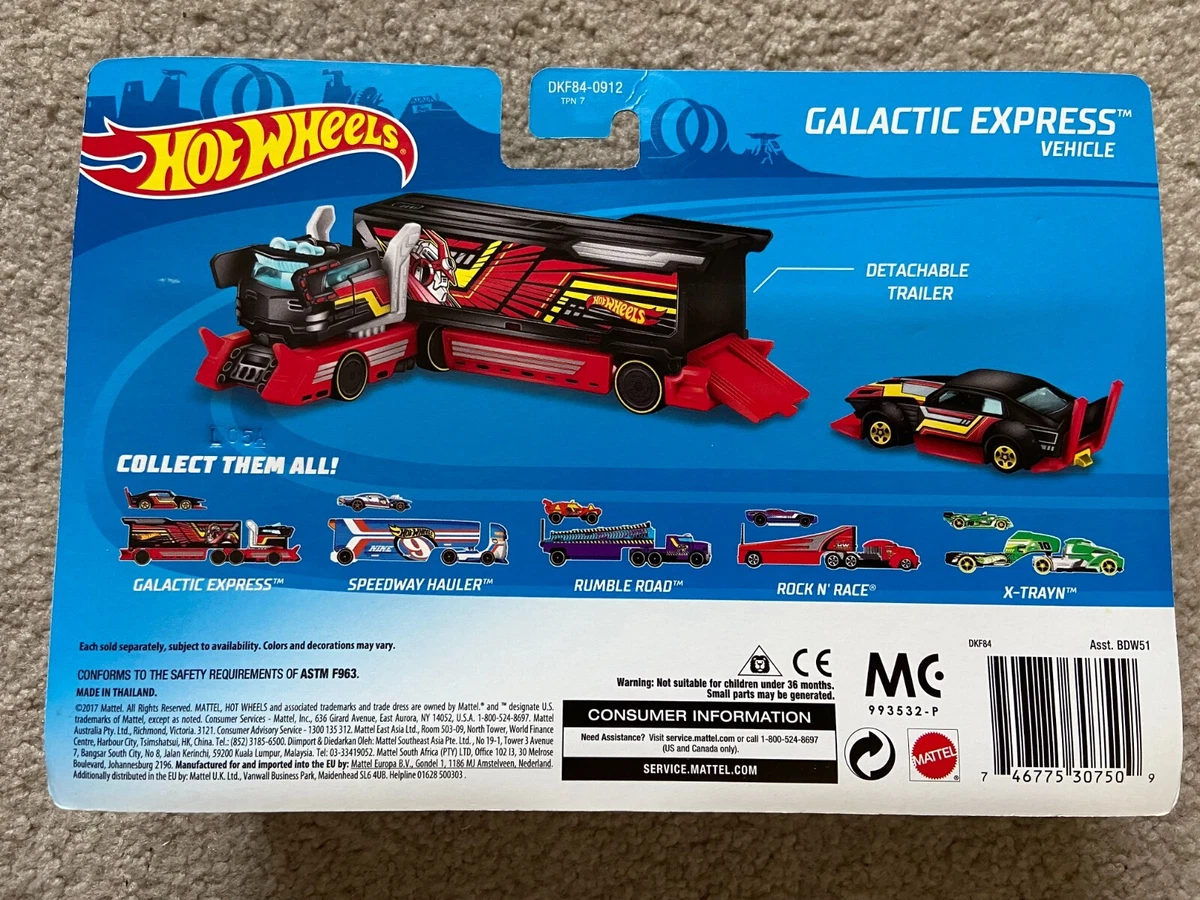 DKF84-0912
TPN 7
HOT WHEELS®
GALACTIC EXPRESS™
VEHICLE
DETACHABLE
TRAILER
HOT WHEELS
COLLECT THEM ALL!
HOT WHEELS
NINE
9
HW
10
GALACTIC EXPRESS™
SPEEDWAY HAULER™
RUMBLE ROAD™
ROCK N' RACE®
X-TRAYN™
Each sold separately, subject to availability. Colors and decorations may vary.
CONFORMS TO THE SAFETY REQUIREMENTS OF ASTM F963.
MADE IN THAILAND.
©2017 Mattel. All Rights Reserved. MATTEL, HOT WHEELS and associated trademarks and trade dress are owned by Mattel.® and ™ designate U.S.
trademarks of Mattel, except as noted. Consumer Services - Mattel, Inc., 636 Girard Avenue, East Aurora, NY 14052, U.S.A. 1-800-524-8697. Mattel
Australia Pty. Ltd., Richmond, Victoria. 3121. Consumer Advisory Service - 1300 135 312. Mattel East Asia Ltd., Room 503-09, North Tower, World Finance
Centre, Harbour City, Tsimshatsui, HK, China. Tel.: (852) 3185-6500. Diimport & Diedarkan Oleh: Mattel Southeast Asia Pte. Ltd., No 19-1, Tower 3 Avenue
7, Bangsar South City, No 8, Jalan Kerinchi, 59200 Kuala Lumpur, Malaysia. Tel: 03-33419052. Mattel South Africa (PTY) LTD, Office 102 I3, 30 Melrose
Boulevard, Johannesburg 2196. Manufactured for and imported into the EU by: Mattel Europa B.V., Gondel 1, 1186 MJ Amstelveen, Nederland.
Additionally distributed in the EU by: Mattel U.K. Ltd., Vanwall Business Park, Maidenhead SL6 4UB. Helpline 01628 500303.
CE
Warning: Not suitable for children under 36 months.
Small parts may be generated.
CONSUMER INFORMATION
Need Assistance? Visit service.mattel.com or call 1-800-524-8697
(US and Canada only).
SERVICE.MATTEL.COM
MC
993532-P
MATTEL®
DKF84
Asst. BDW51
7 46775 30750 9